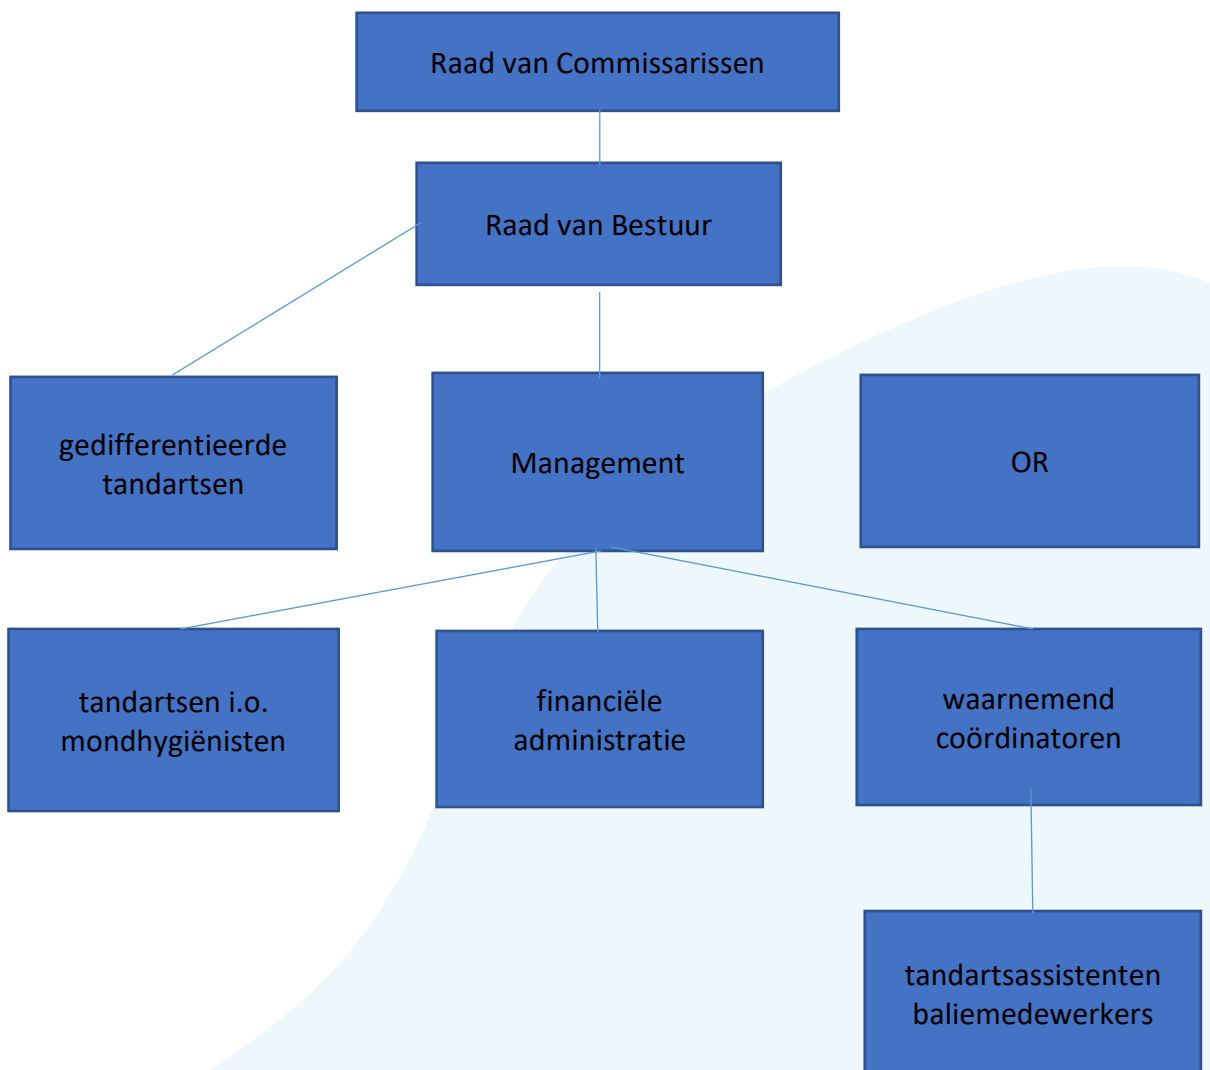 Raad van Commissarissen
Raad van Bestuur
gedifferentieerde
tandartsen
Management
OR
tandartsen i.o.
mondhygiënisten
financiële
administratie
waarnemend
coördinatoren
tandartsassistenten
baliemedewerkers